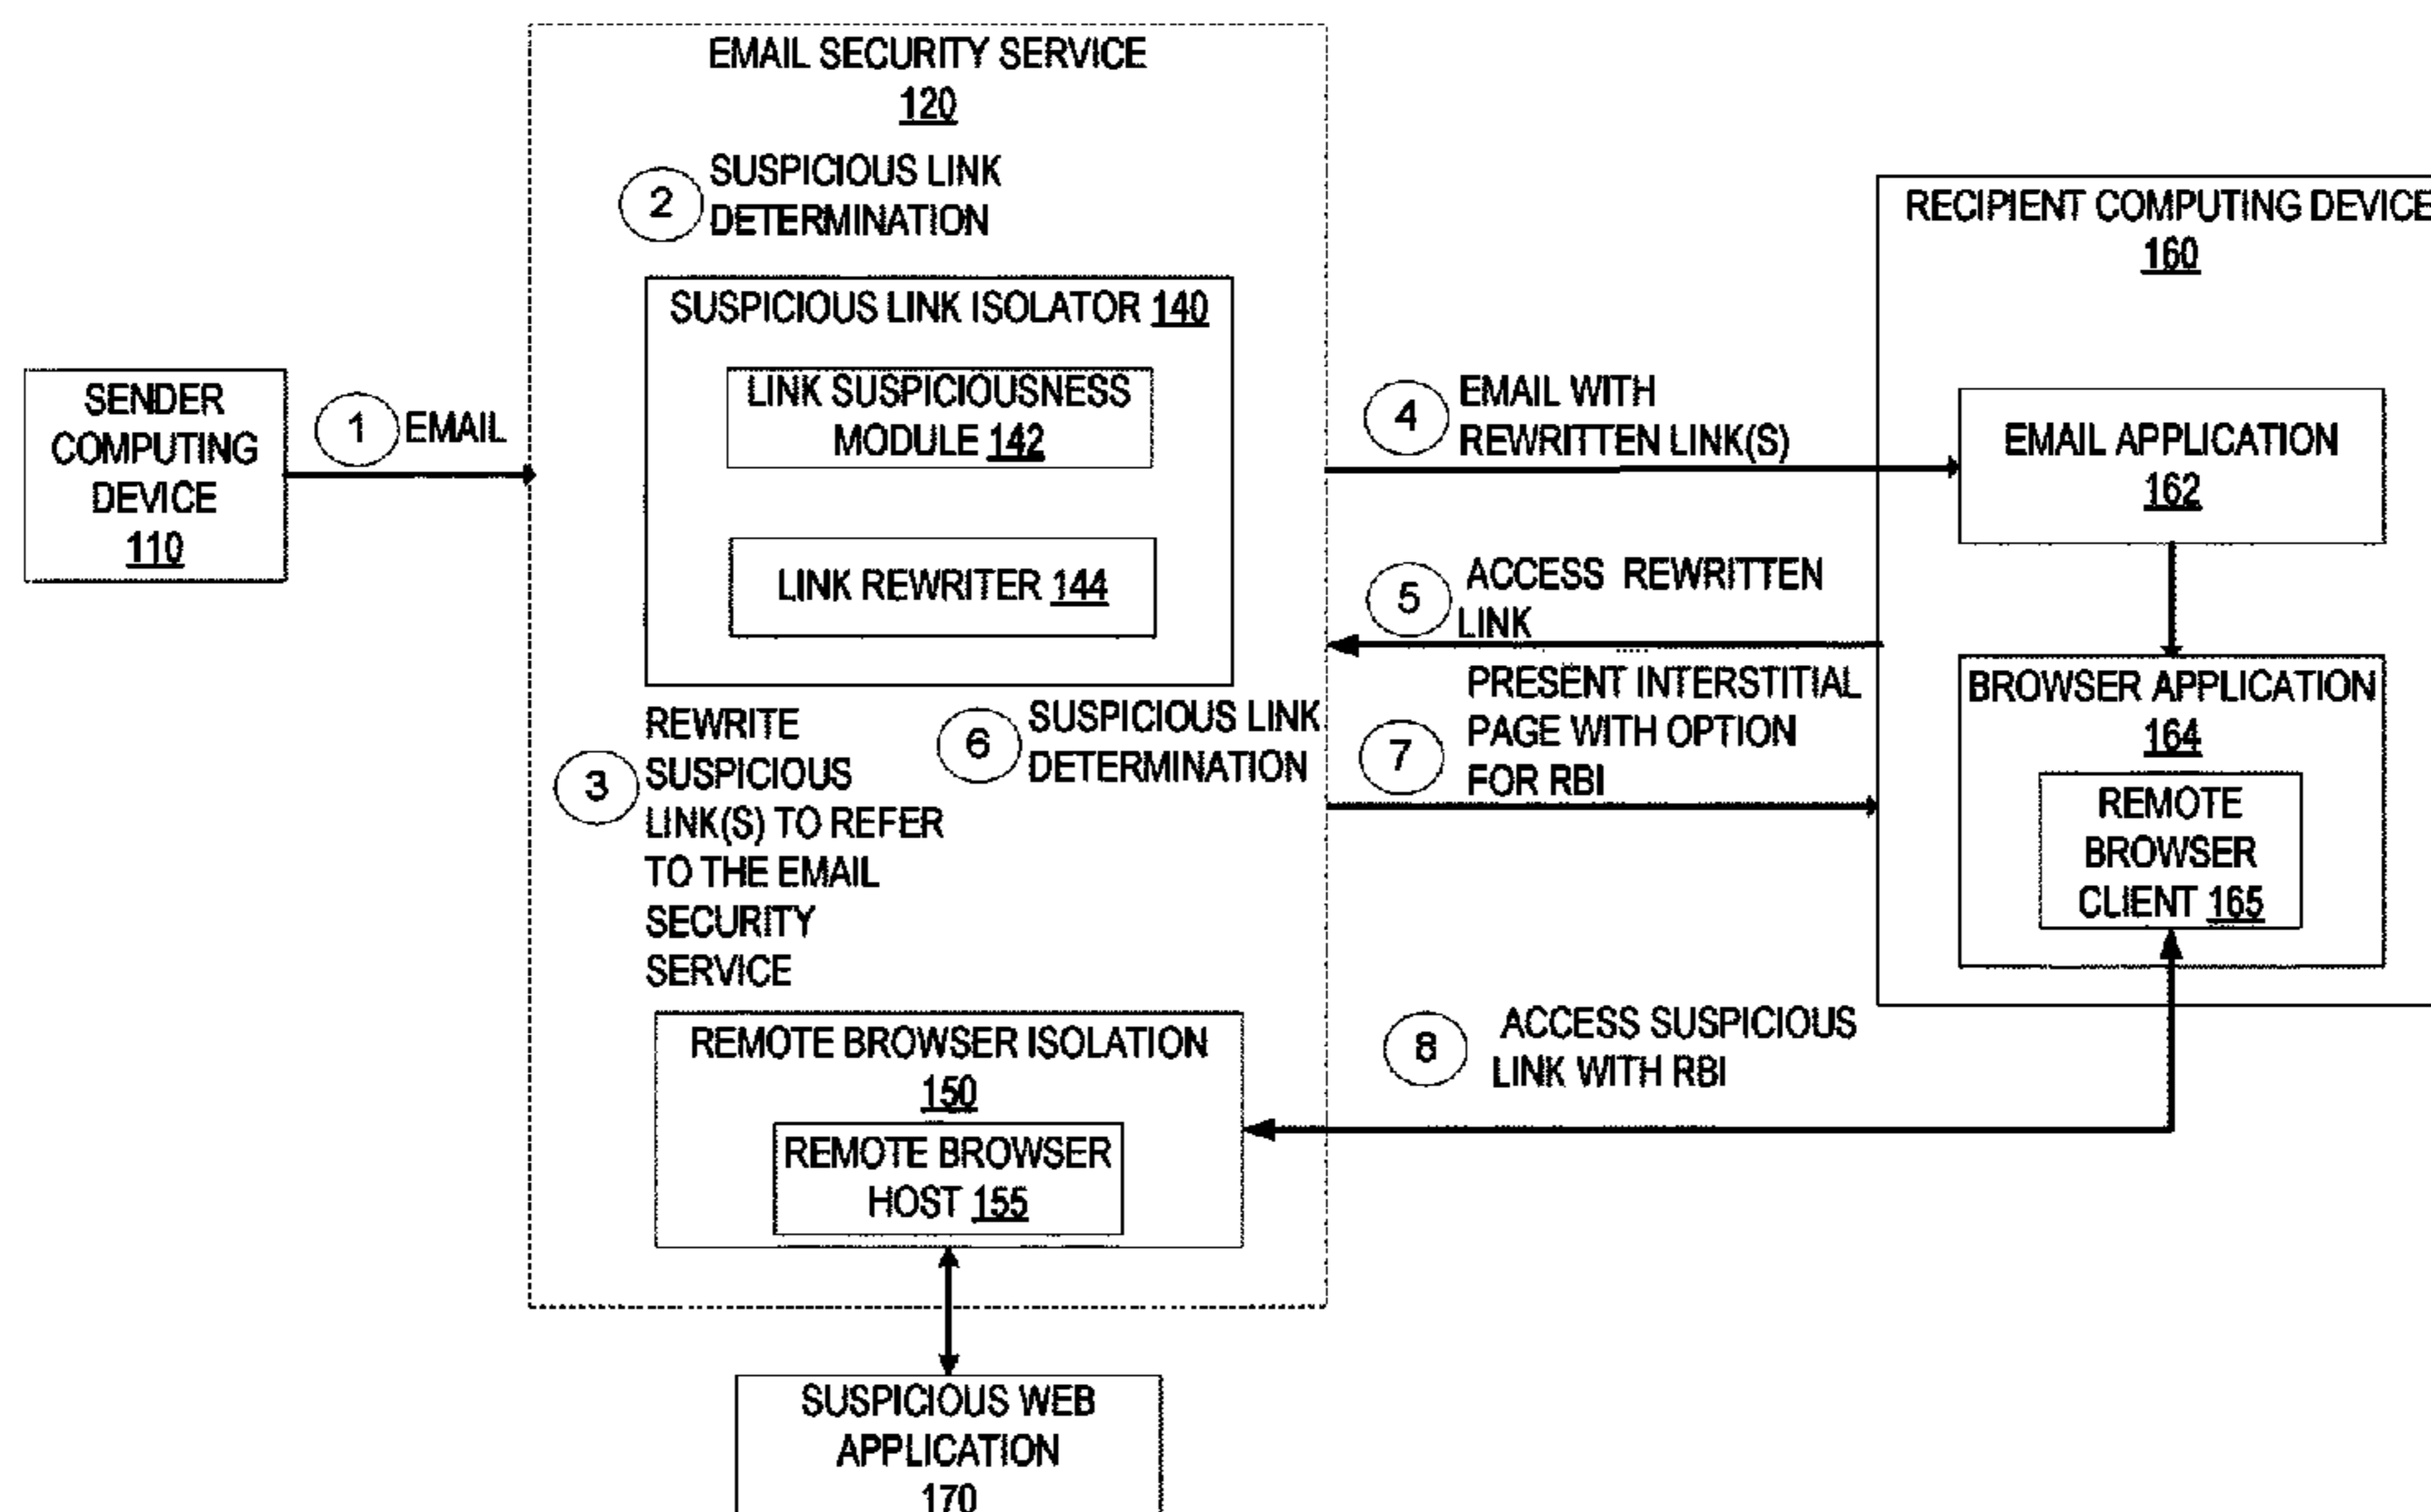 EMAIL SECURITY SERVICE
120
2
SUSPICIOUS LINK
DETERMINATION
SUSPICIOUS LINK ISOLATOR 140
LINK SUSPICIOUSNESS
MODULE 142
LINK REWRITER 144
SENDER
COMPUTING
DEVICE
110
1
EMAIL
REWRITE
3
SUSPICIOUS
LINK(S) TO REFER
TO THE EMAIL
SECURITY
SERVICE
6
SUSPICIOUS LINK
DETERMINATION
REMOTE BROWSER ISOLATION
150
REMOTE BROWSER
HOST 155
SUSPICIOUS WEB
APPLICATION
170
4
EMAIL WITH
REWRITTEN LINK(S)
5
ACCESS REWRITTEN
LINK
PRESENT INTERSTITIAL
7
PAGE WITH OPTION
FOR RBI
8
ACCESS SUSPICIOUS
LINK WITH RBI
RECIPIENT COMPUTING DEVICE
160
EMAIL APPLICATION
162
BROWSER APPLICATION
164
REMOTE
BROWSER
CLIENT 165